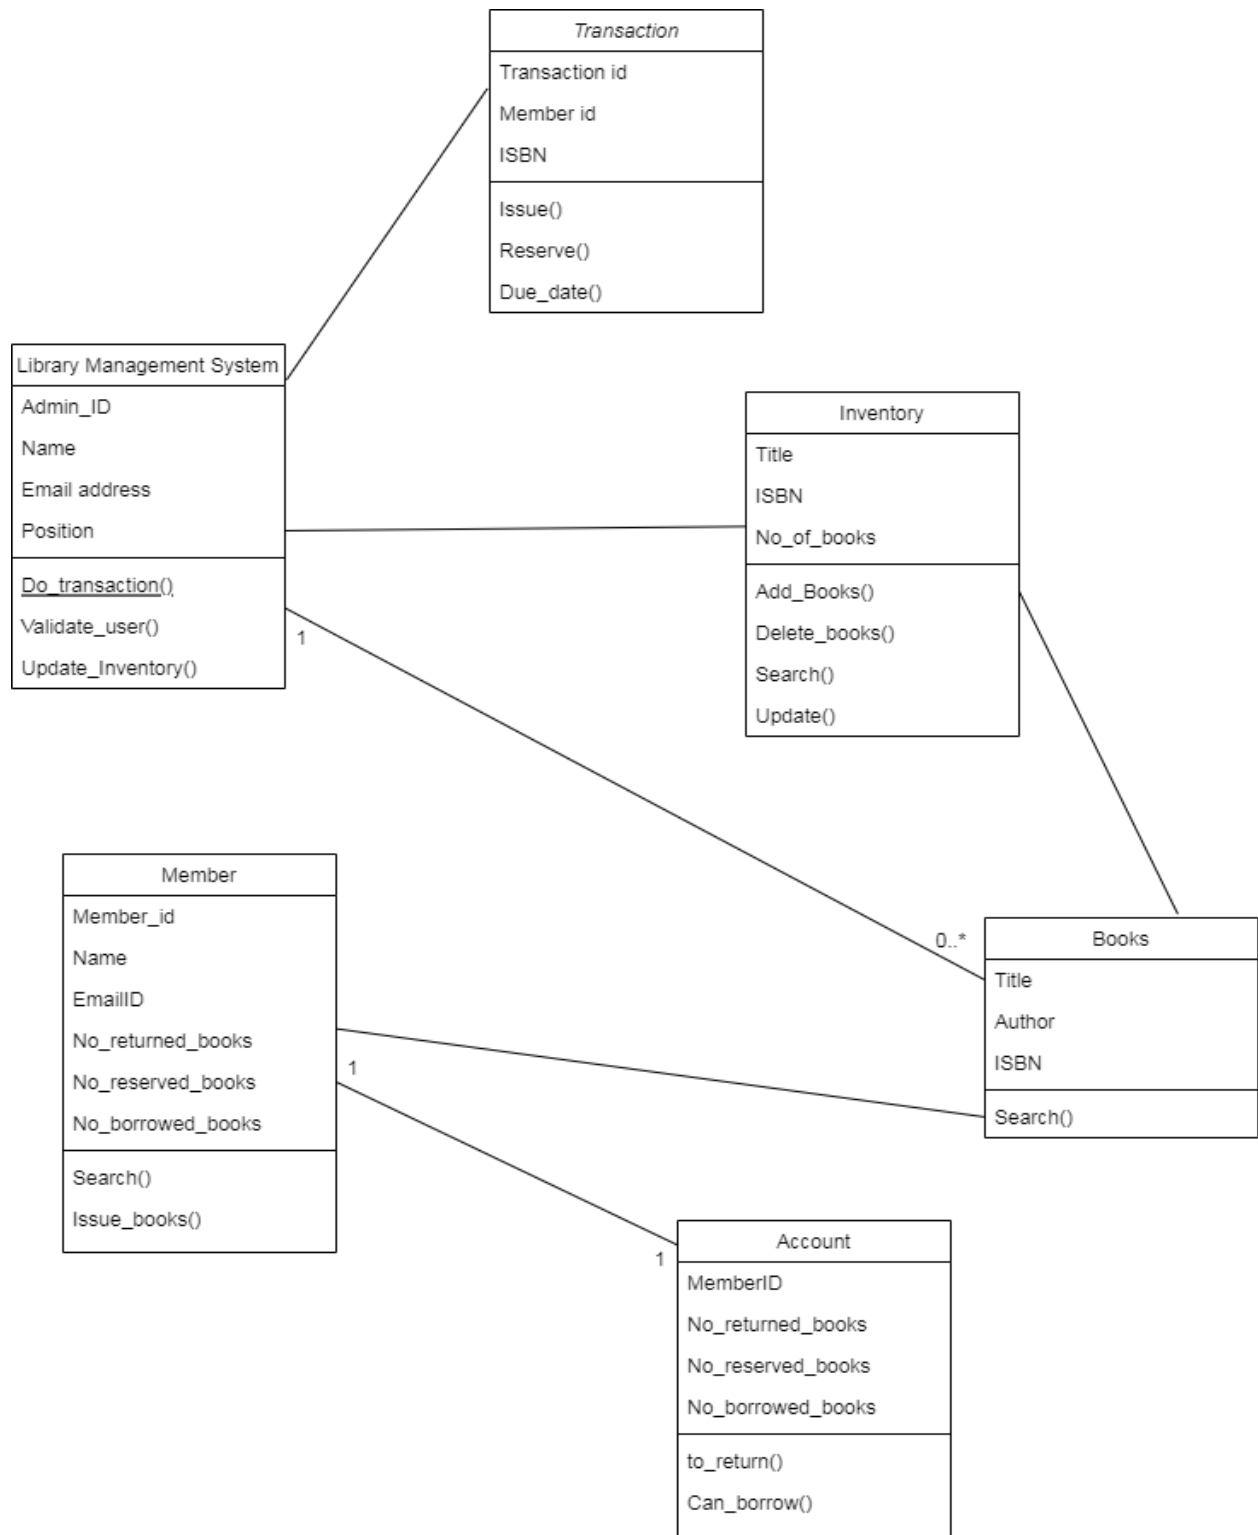 Transaction
Transaction id
Member id
ISBN
Issue()
Reserve()
Due_date()
Library Management System
Admin_ID
Name
Email address
Position
Do_transaction()
Validate_user()
Update_Inventory()
1
Inventory
Title
ISBN
No_of_books
Add_Books()
Delete_books()
Search()
Update()
Member
Member_id
Name
EmailID
No_returned_books
No_reserved_books
No_borrowed_books
Search()
Issue_books()
1
0..*
Books
Title
Author
ISBN
Search()
1
Account
MemberID
No_returned_books
No_reserved_books
No_borrowed_books
to_return()
Can_borrow()